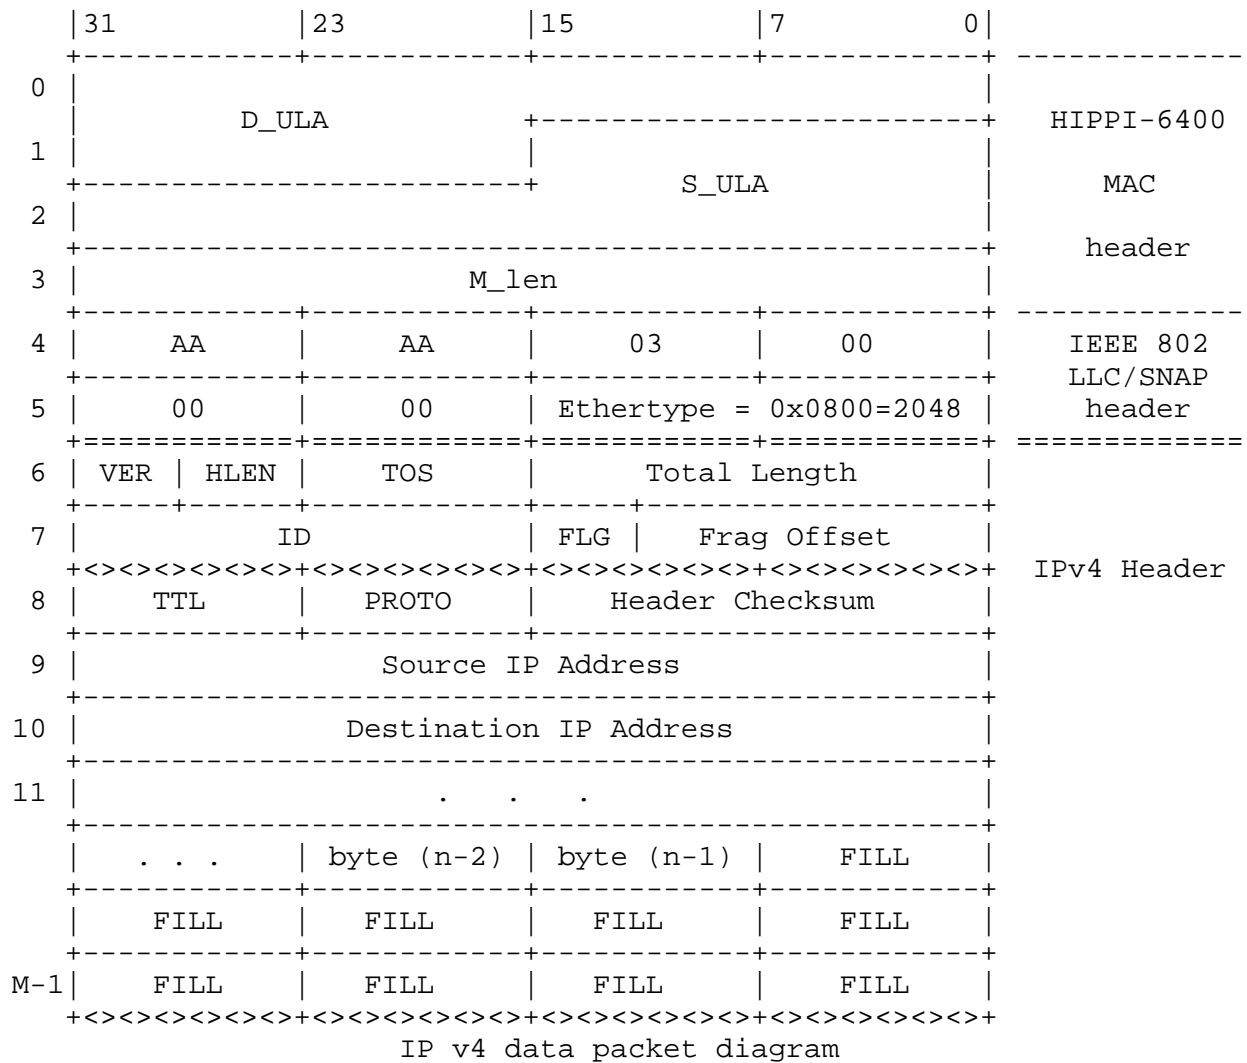 |31 |23 |15 |7 0|
+------------+------------+------------+------------+ -------------
0 | |
| D_ULA +-------------------------+ HIPPI-6400
1 | | |
+-------------------------+ S_ULA | MAC
2 | |
+---------------------------------------------------+ header
3 | M_len |
+------------+------------+------------+------------+ -------------
4 | AA | AA | 03 | 00 | IEEE 802
+------------+------------+------------+------------+ LLC/SNAP
5 | 00 | 00 | Ethertype = 0x0800=2048 | header
+============+============+============+============+ =============
6 | VER | HLEN | TOS | Total Length |
+-----+------+------------+-----+-------------------+
7 | ID | FLG | Frag Offset |
+<><><><><><>+<><><><><><>+<><><><><><>+<><><><><><>+ IPv4 Header
8 | TTL | PROTO | Header Checksum |
+------------+------------+-------------------------+
9 | Source IP Address |
+---------------------------------------------------+
10 | Destination IP Address |
+---------------------------------------------------+
11 | . . . |
+---------------------------------------------------+
| . . . | byte (n-2) | byte (n-1) | FILL |
+------------+------------+------------+------------+
| FILL | FILL | FILL | FILL |
+------------+------------+------------+------------+
M-1| FILL | FILL | FILL | FILL |
+<><><><><><>+<><><><><><>+<><><><><><>+<><><><><><>+
IP v4 data packet diagram